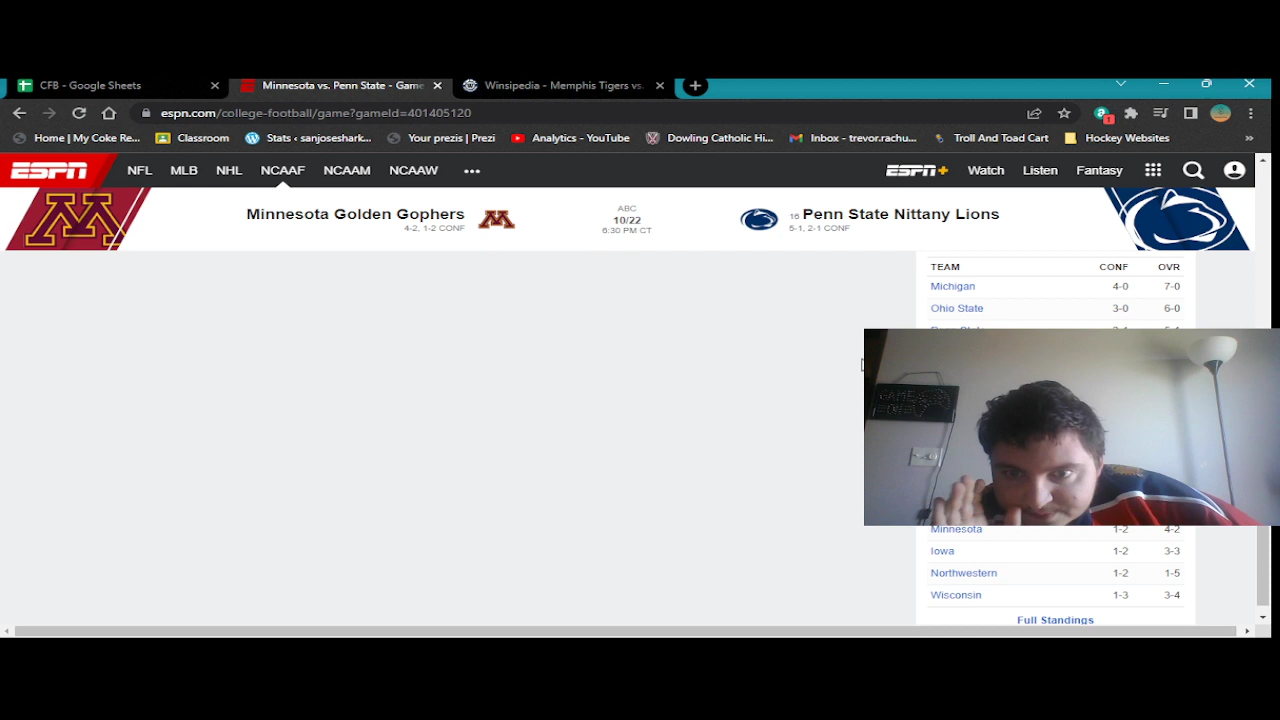 CFB - Google Sheets
Minnesota vs. Penn State - Game
Winsipedia - Memphis Tigers vs.
espn.com/college-football/game?gameId=401405120
Home | My Coke Re...
Classroom
Stats ‹ sanjoseshark...
Your prezis | Prezi
Analytics - YouTube
Dowling Catholic Hi...
Inbox - trevor.rachu...
Troll And Toad Cart
Hockey Websites
»
ESPN NFL MLB NHL NCAAF NCAAM NCAAW ... ESPN+ Watch Listen Fantasy
Minnesota Golden Gophers
4-2, 1-2 CONF
ABC
10/22
6:30 PM CT
16 Penn State Nittany Lions
5-1, 2-1 CONF
TEAM CONF OVR
Michigan 4-0 7-0
Ohio State 3-0 6-0
Minnesota 1-2 4-2
Iowa 1-2 3-3
Northwestern 1-2 1-5
Wisconsin 1-3 3-4
Full Standings